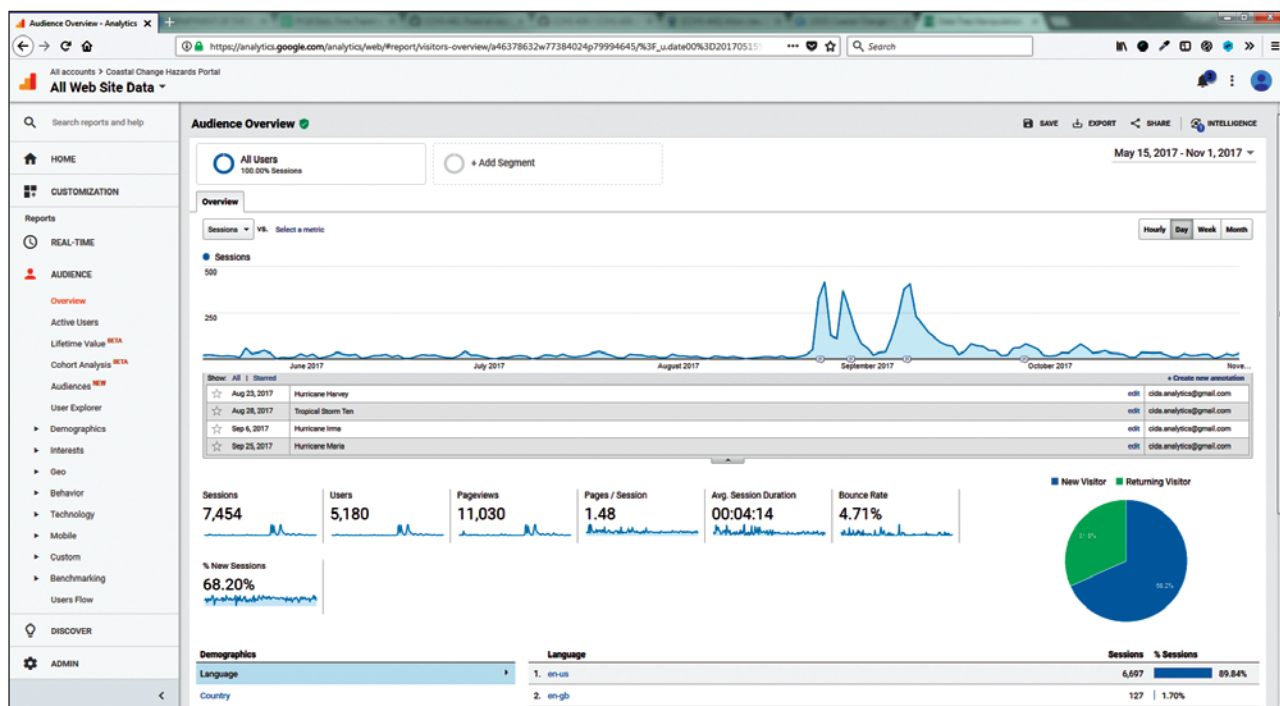 Audience Overview - Analytics
https://analytics.google.com/analytics/web/#report/visitors-overview/a46378632w77384024p79994645/%3F_u.date00%3D20170515
Search
All accounts > Coastal Change Hazards Portal
All Web Site Data
Search reports and help
HOME
CUSTOMIZATION
Reports
REAL-TIME
AUDIENCE
Overview
Active Users
Lifetime Value BETA
Cohort Analysis BETA
Audiences NEW
User Explorer
Demographics
Interests
Geo
Behavior
Technology
Mobile
Custom
Benchmarking
Users Flow
DISCOVER
ADMIN
Audience Overview
SAVE EXPORT SHARE INTELLIGENCE
All Users
100.00% Sessions
+ Add Segment
May 15, 2017 - Nov 1, 2017
Overview
Sessions VS. Select a metric
Hourly Day Week Month
Sessions
500
250
June 2017 July 2017 August 2017 September 2017 October 2017 Nove...
Show: All | Starred + Create new annotation
Aug 23, 2017 Hurricane Harvey edit cida.analytics@gmail.com
Aug 28, 2017 Tropical Storm Ten edit cida.analytics@gmail.com
Sep 6, 2017 Hurricane Irma edit cida.analytics@gmail.com
Sep 25, 2017 Hurricane Maria edit cida.analytics@gmail.com
Sessions Users Pageviews Pages / Session Avg. Session Duration Bounce Rate
7,454 5,180 11,030 1.48 00:04:14 4.71%
% New Sessions
68.20%
New Visitor Returning Visitor
31.8%
68.2%
Demographics Language Sessions % Sessions
Language 1. en-us 6,697 89.84%
Country 2. en-gb 127 1.70%